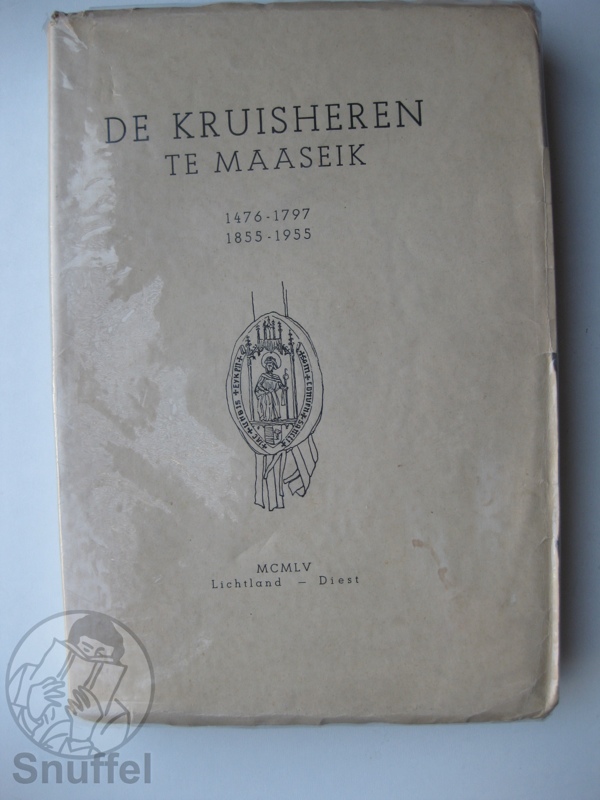 DE KRUISHEREN
TE MAASEIK
1476-1797
1855-1955
MCMLV
Lichtland — Diest
Snuffel